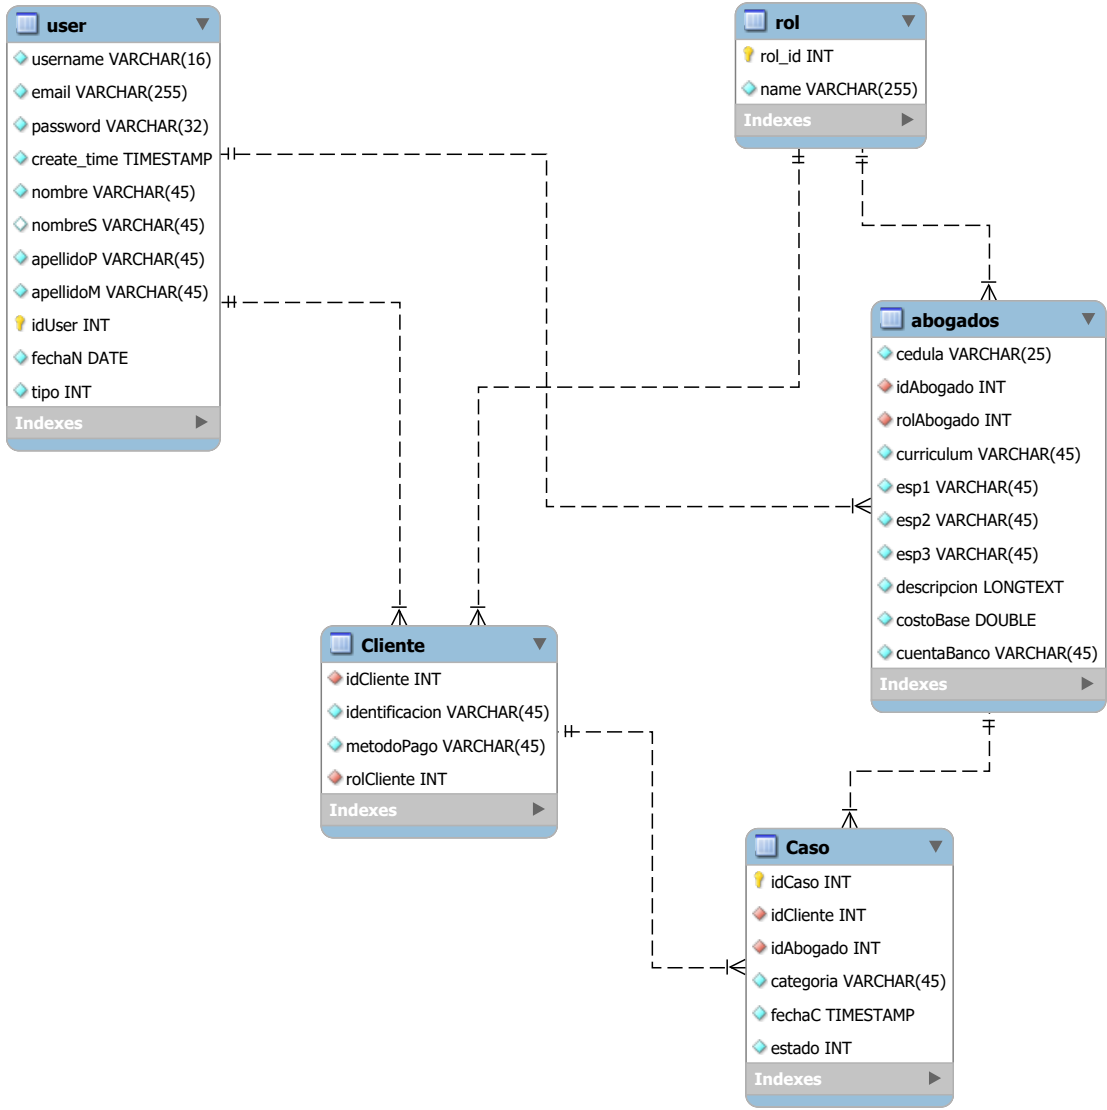 user
username VARCHAR(16)
email VARCHAR(255)
password VARCHAR(32)
create_time TIMESTAMP
nombre VARCHAR(45)
nombreS VARCHAR(45)
apellidoP VARCHAR(45)
apellidoM VARCHAR(45)
idUser INT
fechaN DATE
tipo INT
Indexes
rol
rol_id INT
name VARCHAR(255)
Indexes
abogados
cedula VARCHAR(25)
idAbogado INT
rolAbogado INT
curriculum VARCHAR(45)
esp1 VARCHAR(45)
esp2 VARCHAR(45)
esp3 VARCHAR(45)
descripcion LONGTEXT
costoBase DOUBLE
cuentaBanco VARCHAR(45)
Indexes
Cliente
idCliente INT
identificacion VARCHAR(45)
metodoPago VARCHAR(45)
rolCliente INT
Indexes
Caso
idCaso INT
idCliente INT
idAbogado INT
categoria VARCHAR(45)
fechaC TIMESTAMP
estado INT
Indexes